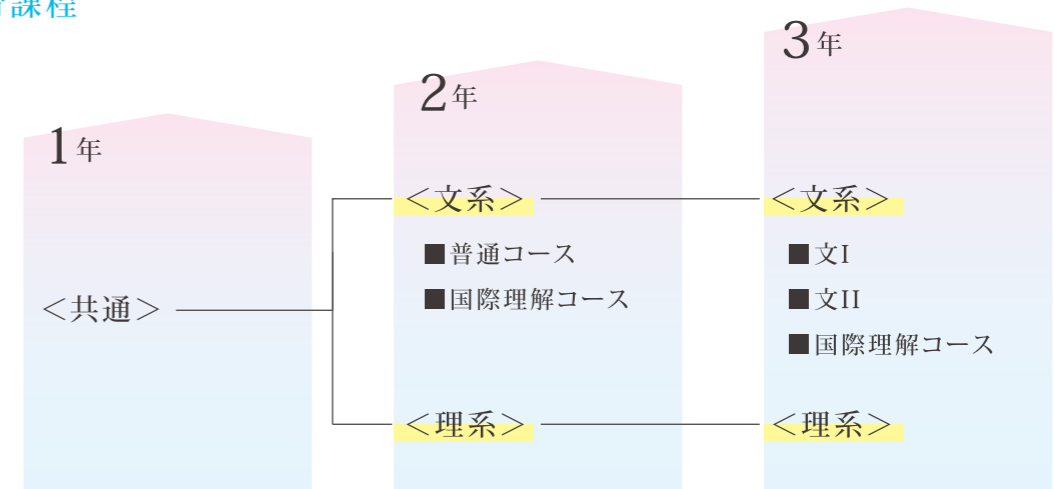 課程
1年
<共通>
2年
<文系>
■普通コース
■国際理解コース
<理系>
3年
<文系>
■文I
■文II
■国際理解コース
<理系>